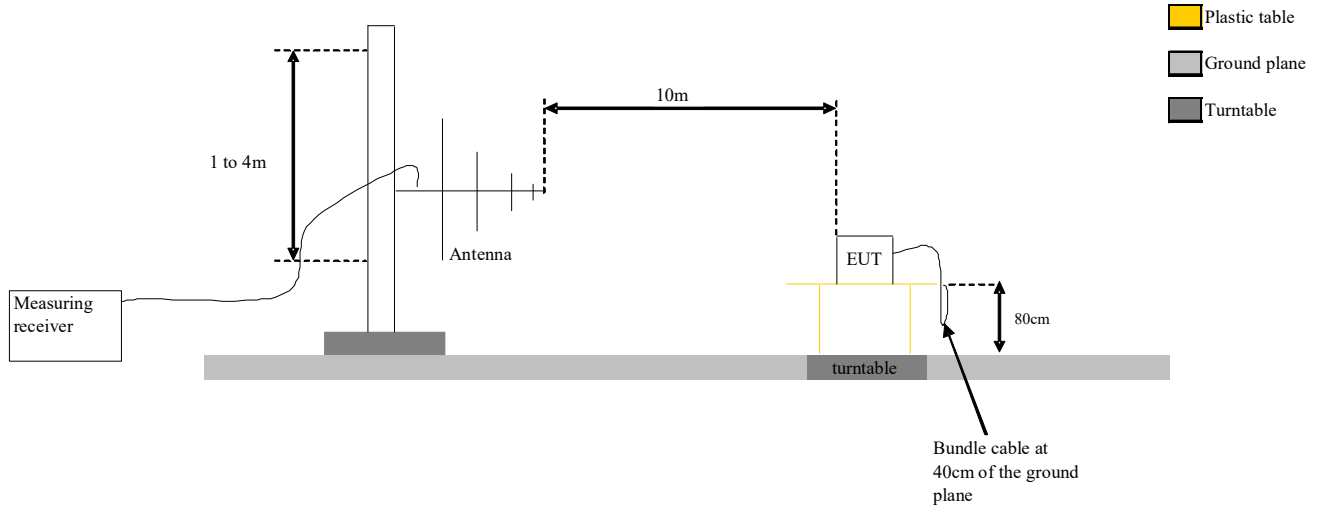 Plastic table
Ground plane
Turntable
10m
1 to 4m
Antenna
EUT
Measuring
receiver
80cm
turntable
Bundle cable at
40cm of the ground
plane